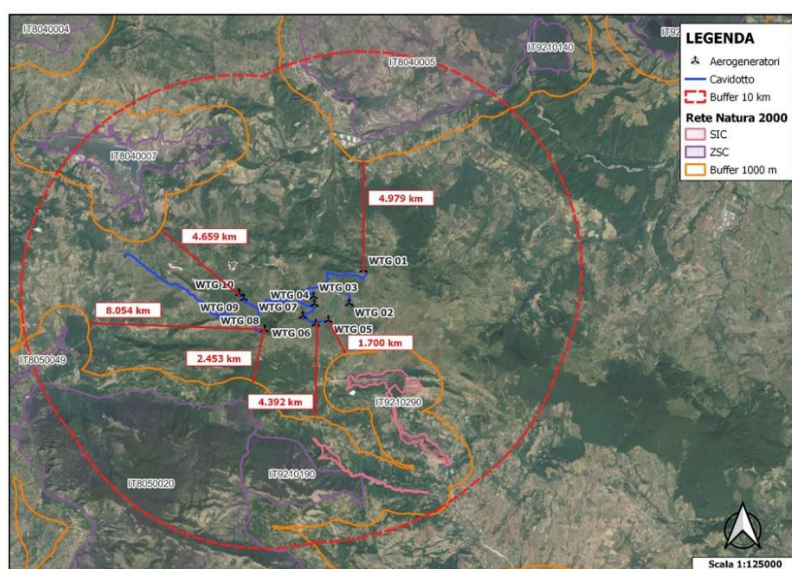 IT8040004
IT8040005
IT9210140
LEGENDA
Aerogeneratori
Cavidotto
Buffer 10 km
Rete Natura 2000
SIC
ZSC
Buffer 1000 m
IT8040007
4.979 km
4.659 km
WTG 01
WTG 10
WTG 04
WTG 03
WTG 09
WTG 07
WTG 02
8.054 km
WTG 08
WTG 06
WTG 05
IT8050049
2.453 km
1.700 km
4.392 km
IT9210290
IT8050020
IT9210190
Scala 1:125000